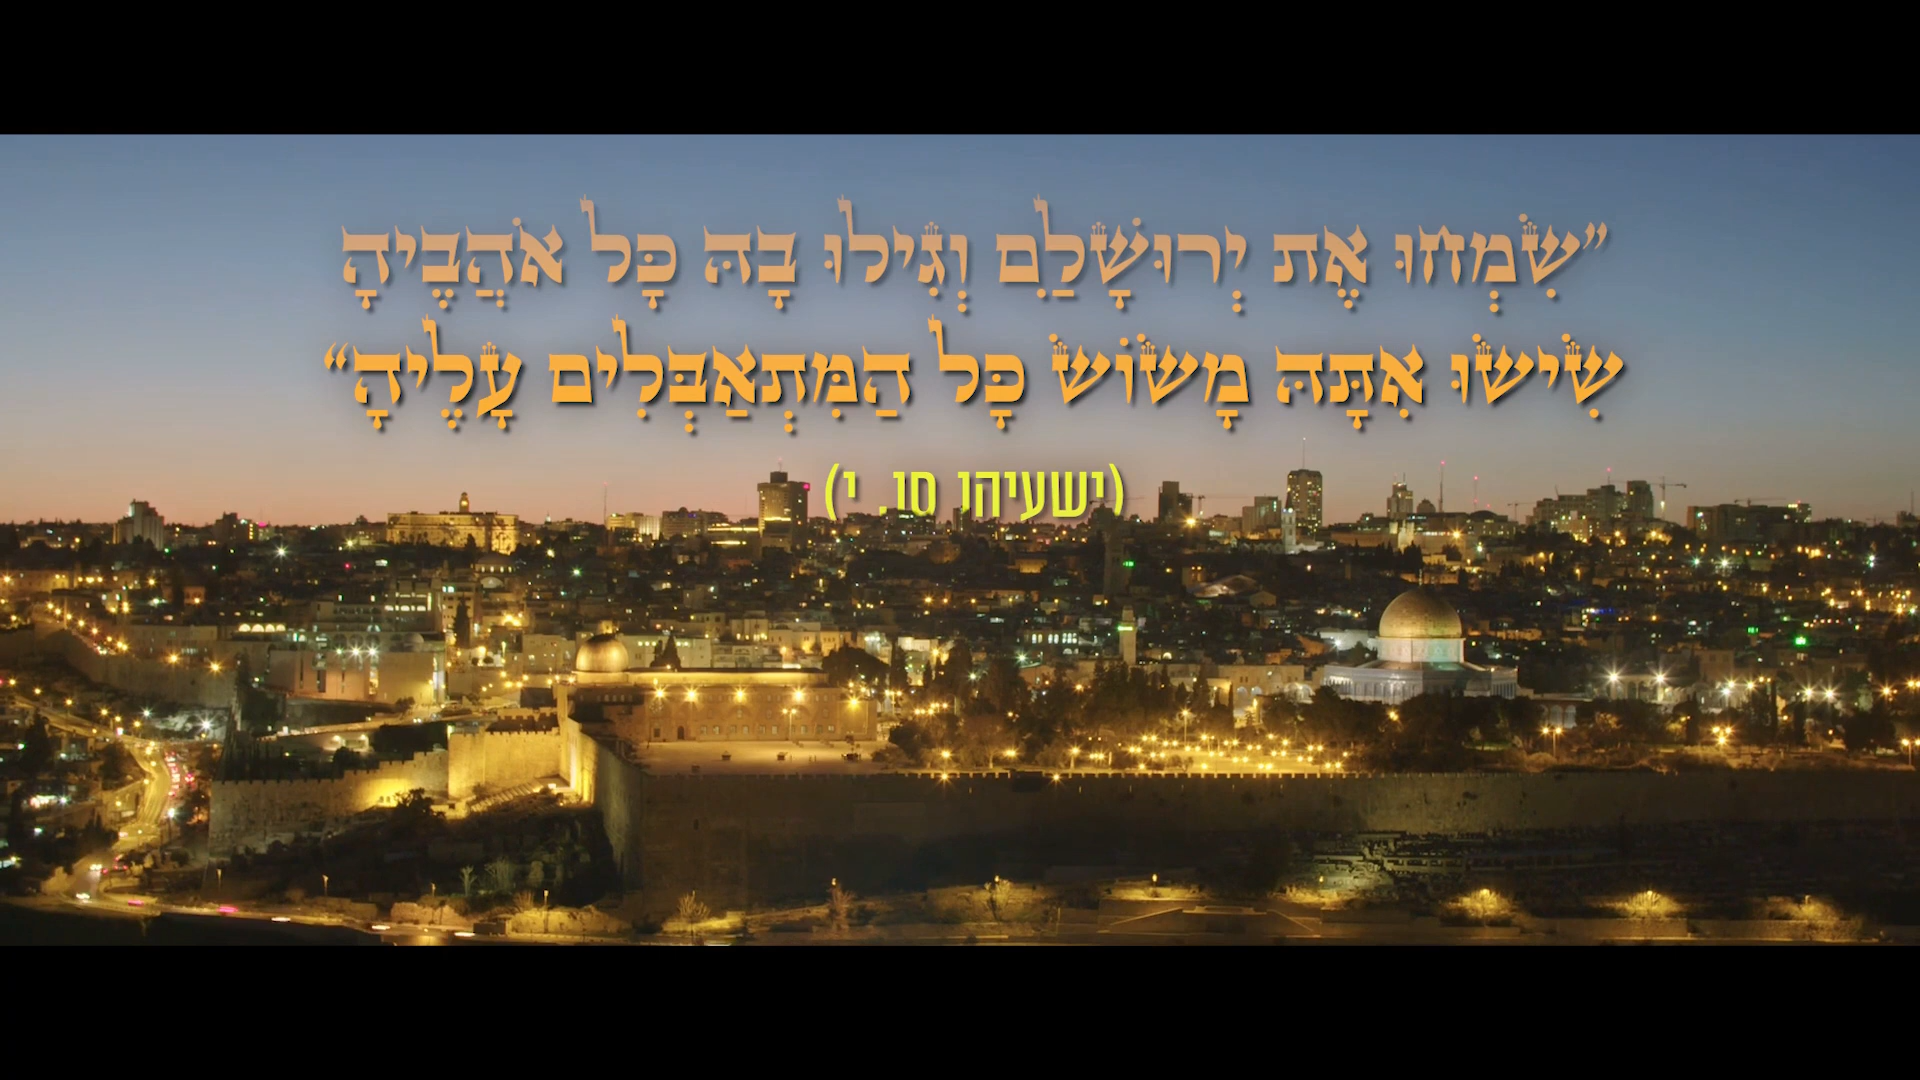 ”שִׂמְחוּ אֶת יְרוּשָׁלַםִ וְגִילוּ בָהּ כָּל אֹהֲבֶיהָ
שִׂישׂוּ אִתָּהּ מָשׂוֹשׂ כָּל הַמִּתְאַבְּלִים עָלֶיהָ“
(ישעיהו סו, י)